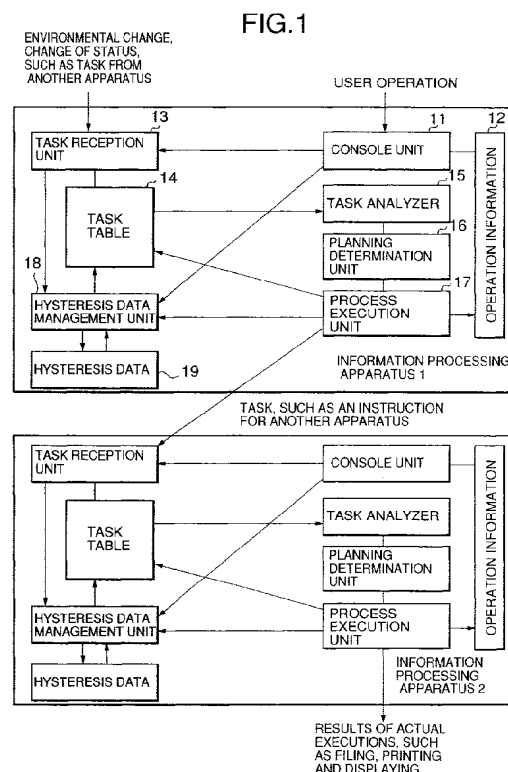 FIG.1
ENVIRONMENTAL CHANGE,
CHANGE OF STATUS,
SUCH AS TASK FROM
ANOTHER APPARATUS
USER OPERATION
13
TASK RECEPTION
UNIT
11
CONSOLE UNIT
12
OPERATION INFORMATION
14
TASK
TABLE
15
TASK ANALYZER
16
PLANNING
DETERMINATION
UNIT
18
HYSTERESIS DATA
MANAGEMENT UNIT
17
PROCESS
EXECUTION
UNIT
HYSTERESIS DATA
19
INFORMATION PROCESSING
APPARATUS 1
TASK, SUCH AS AN INSTRUCTION
FOR ANOTHER APPARATUS
TASK RECEPTION
UNIT
CONSOLE UNIT
OPERATION INFORMATION
TASK
TABLE
TASK ANALYZER
PLANNING
DETERMINATION
UNIT
HYSTERESIS DATA
MANAGEMENT UNIT
PROCESS
EXECUTION
UNIT
HYSTERESIS DATA
INFORMATION
PROCESSING
APPARATUS 2
RESULTS OF ACTUAL
EXECUTIONS, SUCH
AS FILING, PRINTING
AND DISPLAYING